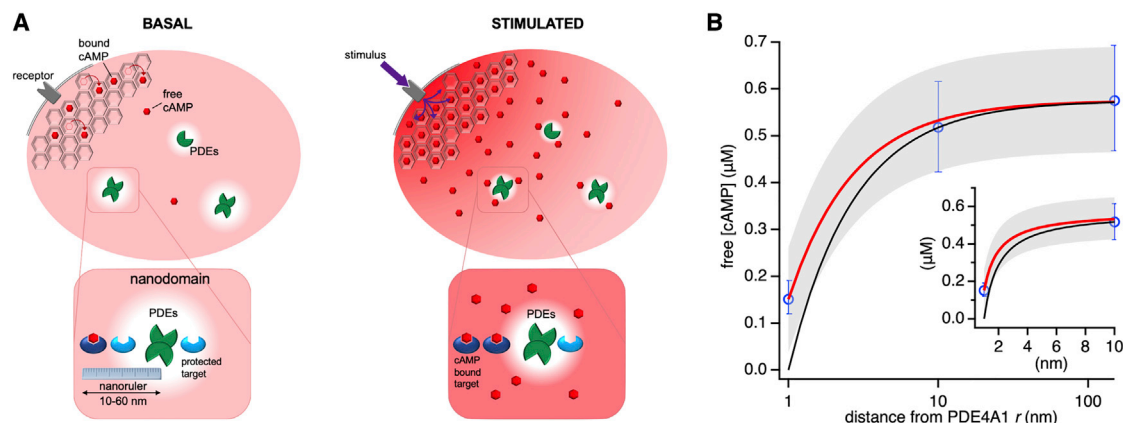 A
BASAL
bound
cAMP
receptor
free
cAMP
PDEs
nanodomain
PDEs
protected
target
nanoruler
10-60 nm
STIMULATED
stimulus
PDEs
cAMP
bound
target
B
free [cAMP] (μM)
0.7
0.6
0.5
0.4
0.3
0.2
0.1
0.0
1
10
100
distance from PDE4A1 r (nm)
(μM)
0.6
0.4
0.2
0.0
2
4
6
8
10
(nm)